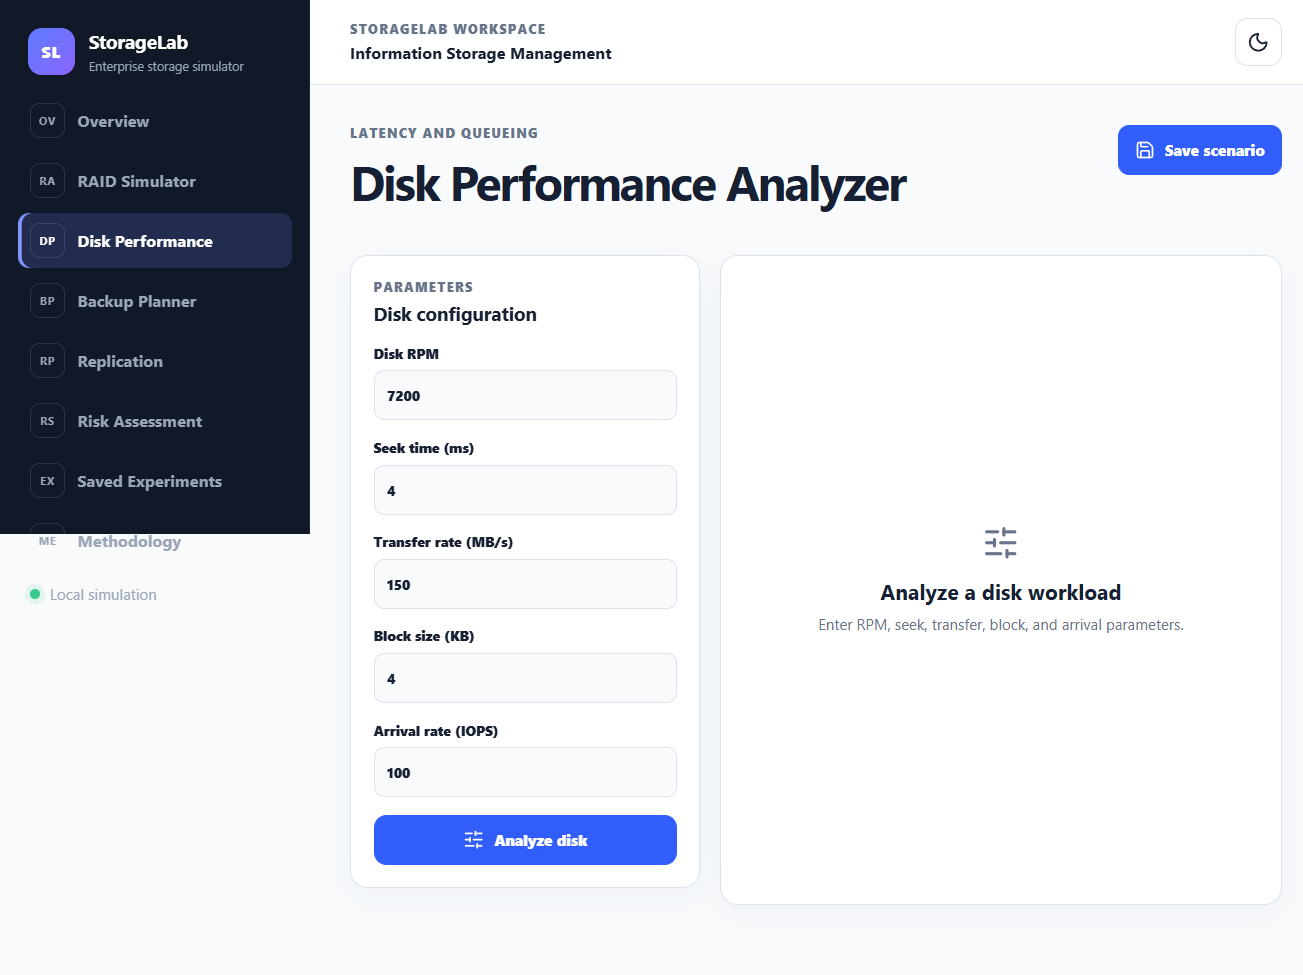 SL
StorageLab
Enterprise storage simulator
OV Overview
RA RAID Simulator
DP Disk Performance
BP Backup Planner
RP Replication
RS Risk Assessment
EX Saved Experiments
ME Methodology
Local simulation
STORAGELAB WORKSPACE
Information Storage Management
LATENCY AND QUEUEING
Disk Performance Analyzer
Save scenario
PARAMETERS
Disk configuration
Disk RPM
7200
Seek time (ms)
4
Transfer rate (MB/s)
150
Block size (KB)
4
Arrival rate (IOPS)
100
Analyze disk
Analyze a disk workload
Enter RPM, seek, transfer, block, and arrival parameters.